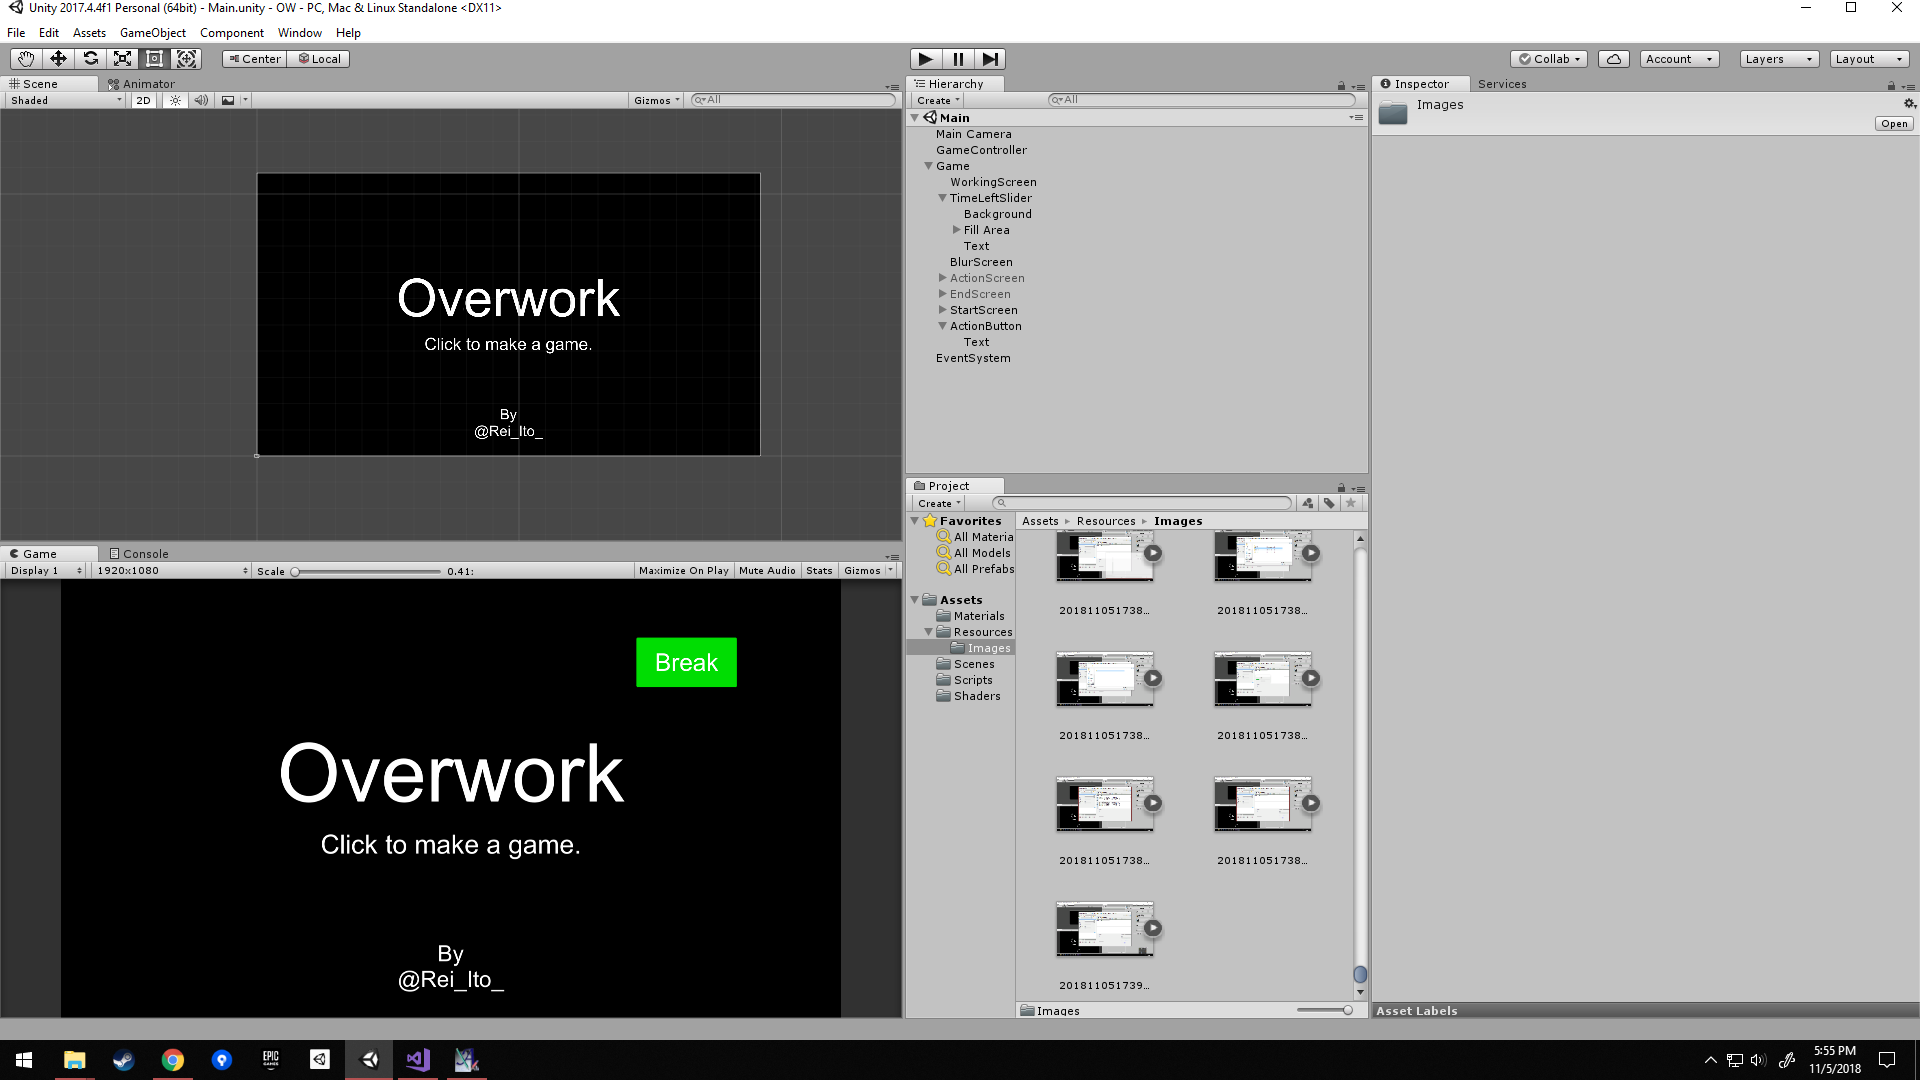 Unity 2017.4.4f1 Personal (64bit) - Main.unity - OW - PC, Mac & Linux Standalone <DX11>
File Edit Assets GameObject Component Window Help
Center Local
Collab Account Layers Layout
Scene Animator
Shaded 2D Gizmos All
Overwork
Click to make a game.
By
@Rei_Ito_
Game Console
Display 1 1920x1080 Scale 0.41: Maximize On Play Mute Audio Stats Gizmos
Break
Overwork
Click to make a game.
By
@Rei_Ito_
Hierarchy
Create All
Main
Main Camera
GameController
Game
WorkingScreen
TimeLeftSlider
Background
Fill Area
Text
BlurScreen
ActionScreen
EndScreen
StartScreen
ActionButton
Text
EventSystem
Project
Create
Favorites
All Materia
All Models
All Prefabs
Assets
Materials
Resources
Images
Scenes
Scripts
Shaders
Assets Resources Images
201811051738... 201811051738...
201811051738... 201811051738...
201811051738... 201811051738...
201811051739...
Images
Inspector Services
Images
Open
Asset Labels
EPIC GAMES
5:55 PM
11/5/2018